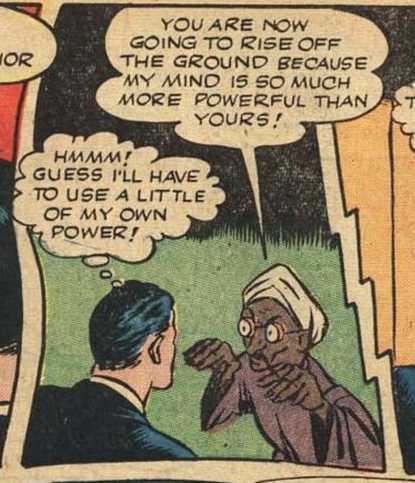 YOU ARE NOW
GOING TO RISE OFF
THE GROUND BECAUSE
MY MIND IS SO MUCH
MORE POWERFUL THAN
YOURS!
HMMM!
GUESS I'LL HAVE
TO USE A LITTLE
OF MY OWN
POWER!